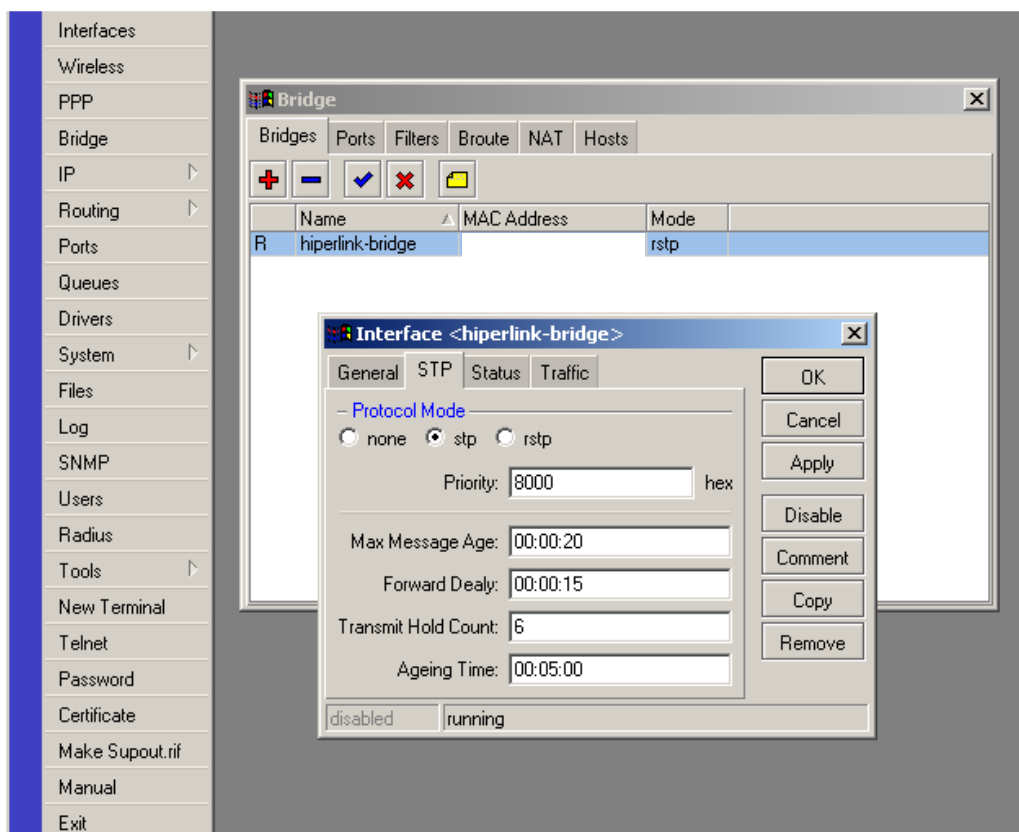 Interfaces
Wireless
PPP
Bridge
IP
Routing
Ports
Queues
Drivers
System
Files
Log
SNMP
Users
Radius
Tools
New Terminal
Telnet
Password
Certificate
Make Supout.rif
Manual
Exit
Bridge
Bridges Ports Filters Broute NAT Hosts
Name MAC Address Mode
R hiperlink-bridge rstp
Interface <hiperlink-bridge>
General STP Status Traffic
Protocol Mode
none stp rstp
Priority: 8000 hex
Max Message Age: 00:00:20
Forward Dealy: 00:00:15
Transmit Hold Count: 6
Ageing Time: 00:05:00
OK
Cancel
Apply
Disable
Comment
Copy
Remove
disabled running